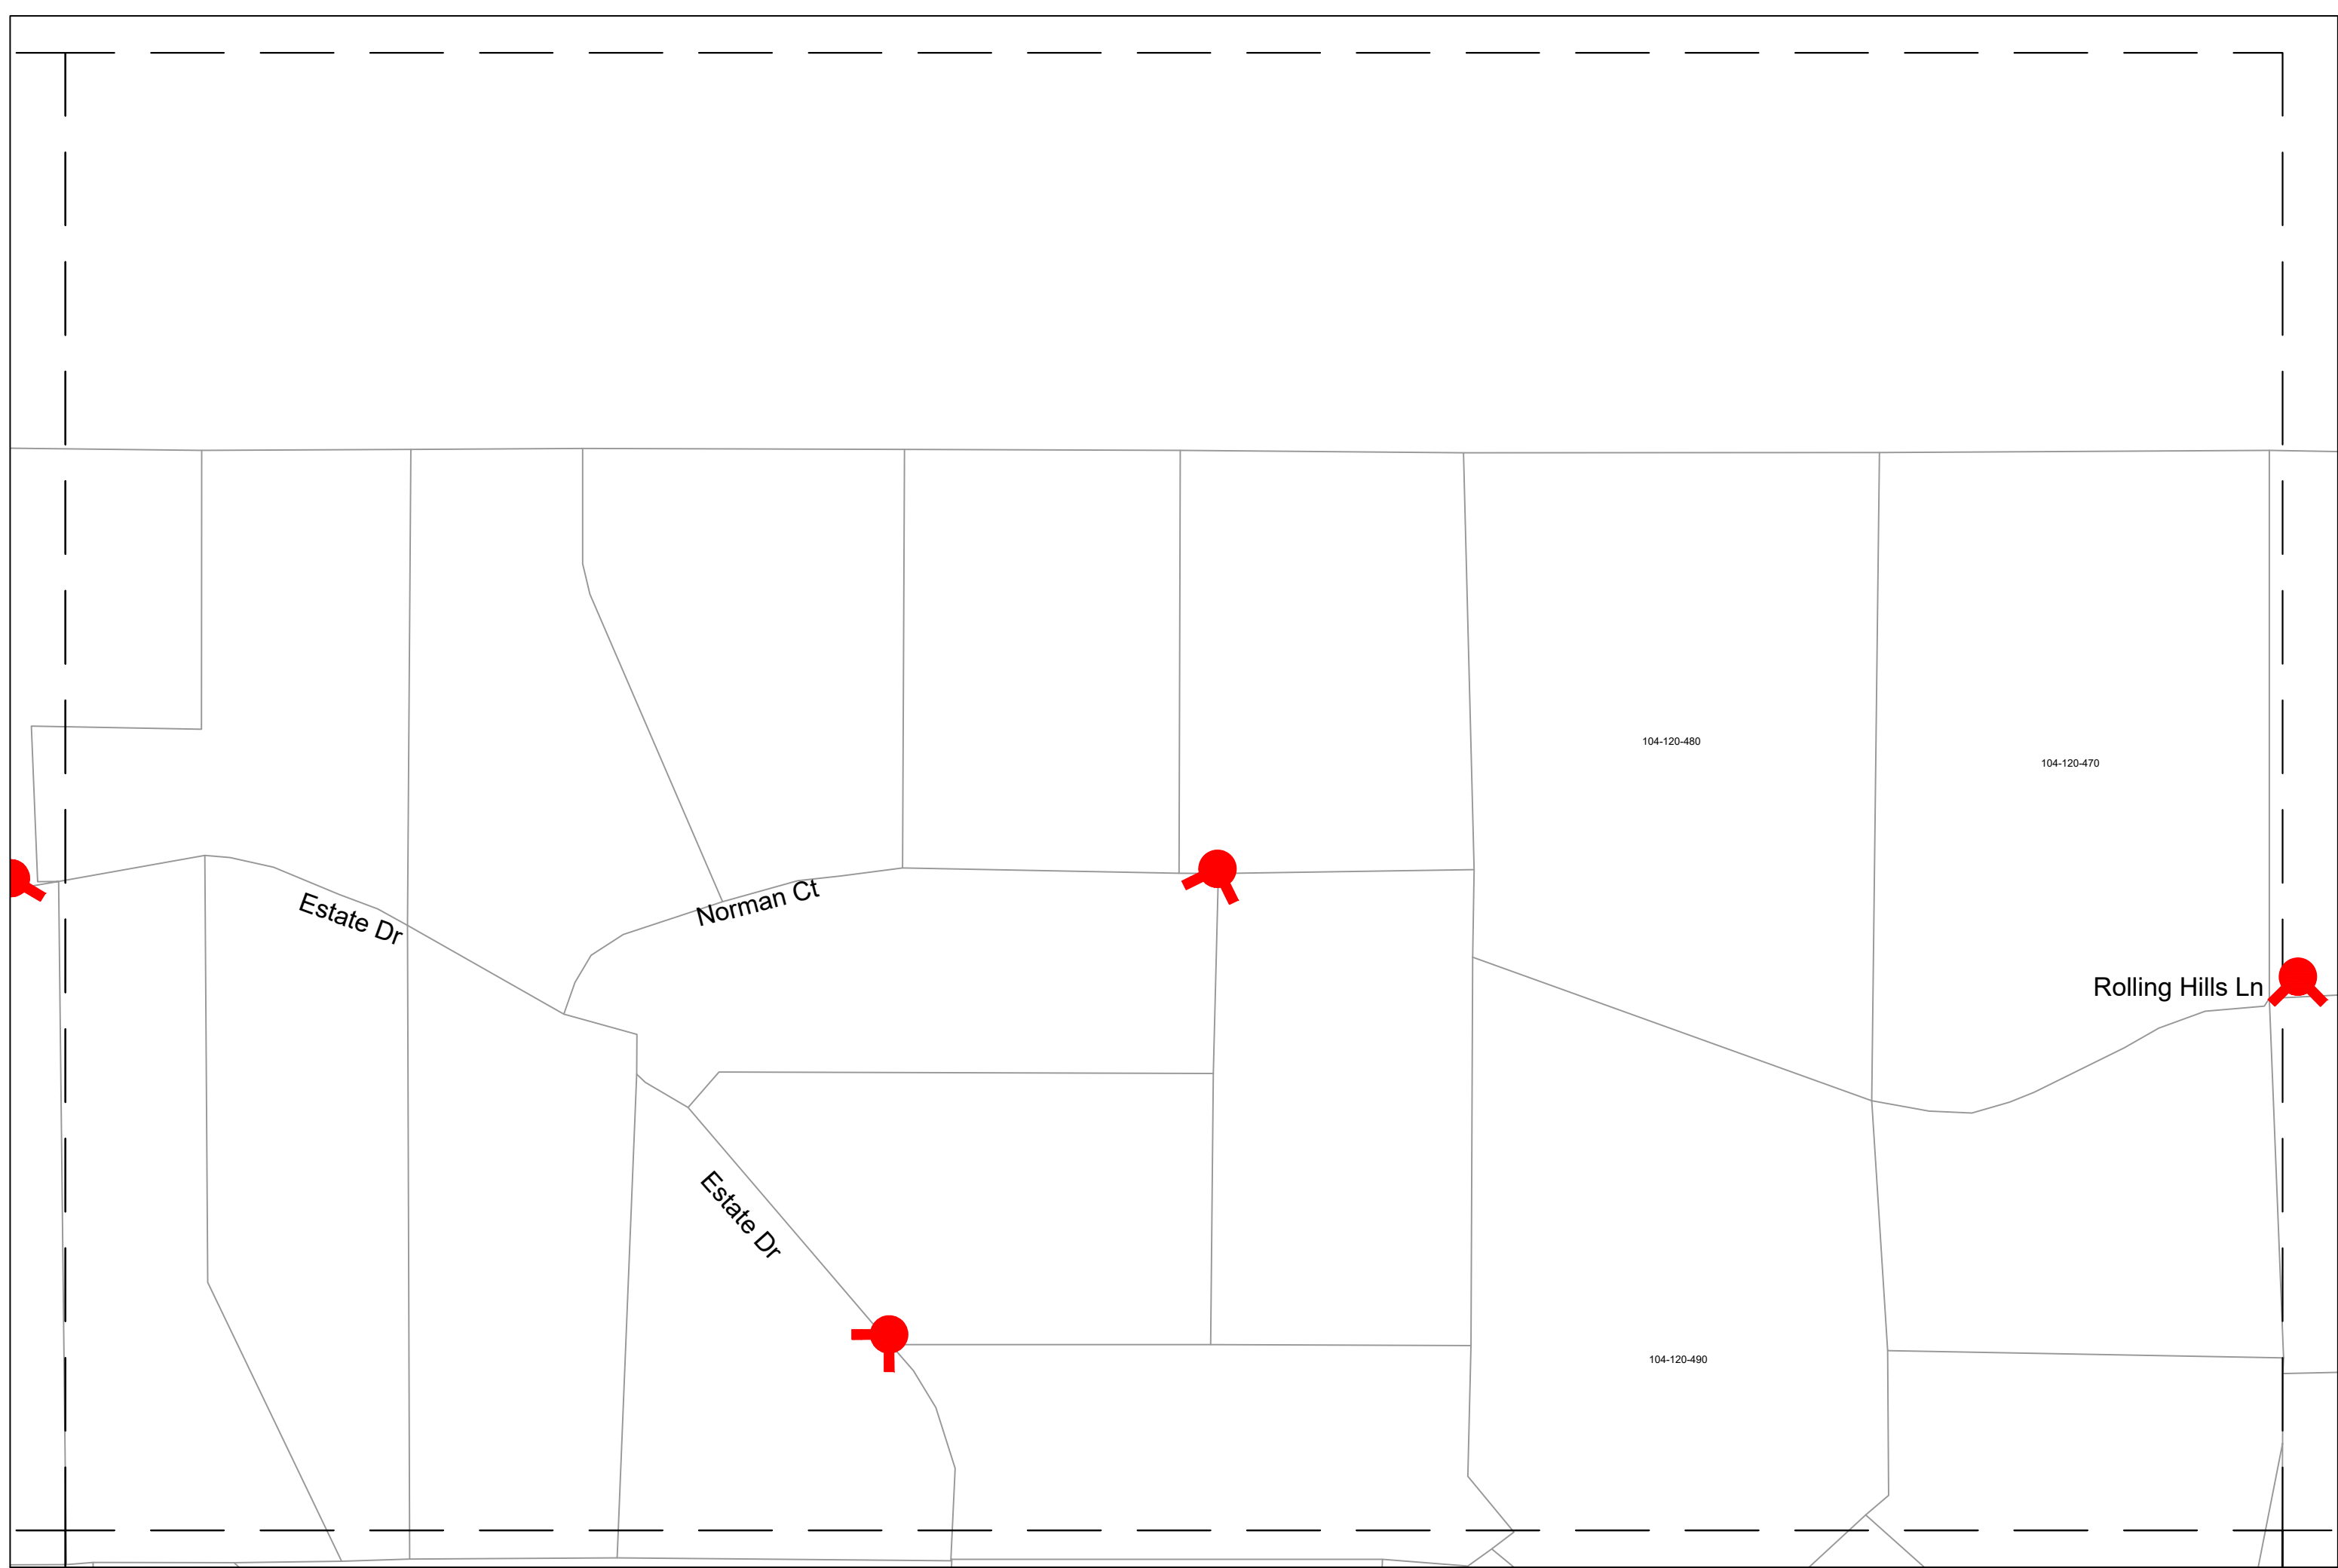 104-120-480
104-120-470
Norman Ct
Estate Dr
Rolling Hills Ln
Estate Dr
104-120-490